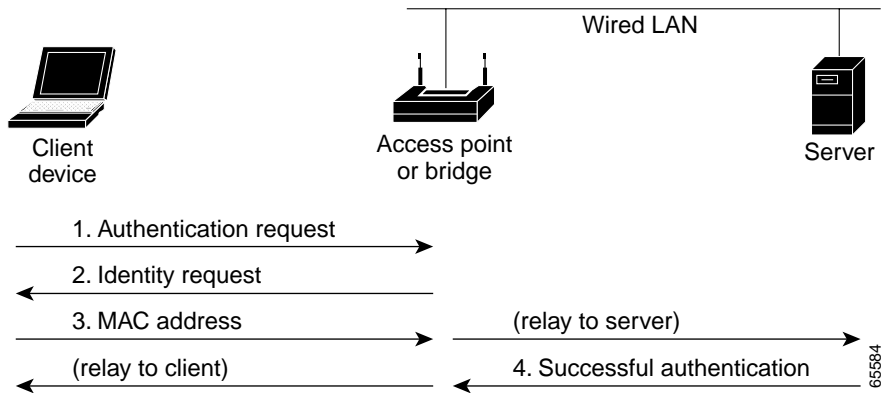 Wired LAN
Client
device
Access point
or bridge
Server
1. Authentication request
2. Identity request
3. MAC address
(relay to server)
(relay to client)
4. Successful authentication
65584